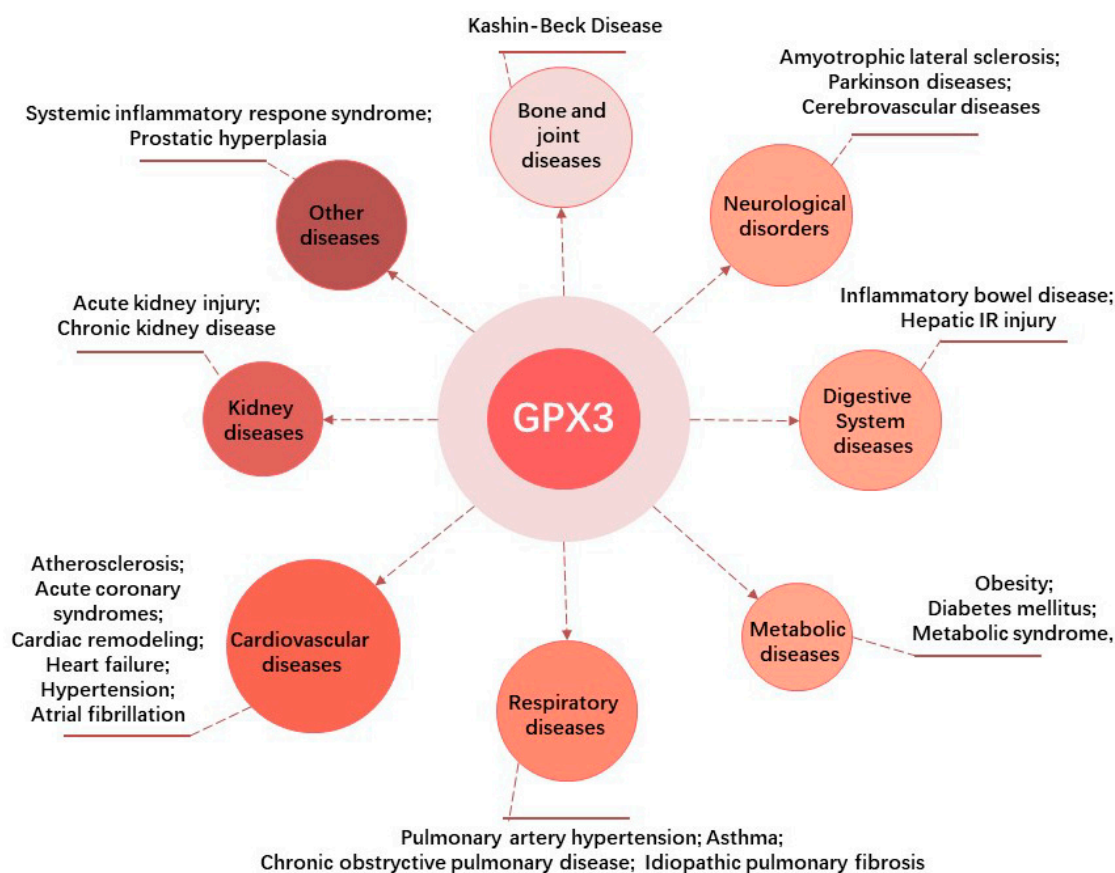 Kashin-Beck Disease
Bone and
joint
diseases
Amyotrophic lateral sclerosis;
Parkinson diseases;
Cerebrovascular diseases
Neurological
disorders
Systemic inflammatory respone syndrome;
Prostatic hyperplasia
Other
diseases
Inflammatory bowel disease;
Hepatic IR injury
Digestive
System
diseases
Acute kidney injury;
Chronic kidney disease
Kidney
diseases
GPX3
Atherosclerosis;
Acute coronary
syndromes;
Cardiac remodeling;
Heart failure;
Hypertension;
Atrial fibrillation
Cardiovascular
diseases
Obesity;
Diabetes mellitus;
Metabolic syndrome,
Metabolic
diseases
Respiratory
diseases
Pulmonary artery hypertension; Asthma;
Chronic obstryctive pulmonary disease; Idiopathic pulmonary fibrosis